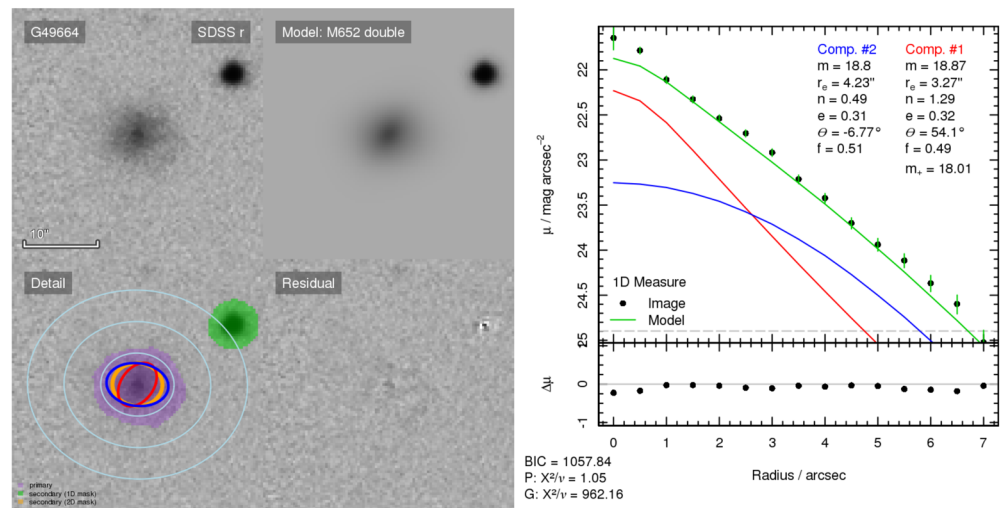 G49664
SDSS r
Model: M652 double
10"
Detail
Residual
primary
secondary (1D mask)
secondary (2D mask)
μ / mag arcsec⁻²
22
22.5
23
23.5
24
24.5
25
Comp. #2
m = 18.8
rₑ = 4.23"
n = 0.49
e = 0.31
Θ = -6.77°
f = 0.51
Comp. #1
m = 18.87
rₑ = 3.27"
n = 1.29
e = 0.32
Θ = 54.1°
f = 0.49
m₊ = 18.01
1D Measure
Image
Model
Δμ
0
-1
0 1 2 3 4 5 6 7
Radius / arcsec
BIC = 1057.84
P: X²/ν = 1.05
G: X²/ν = 962.16